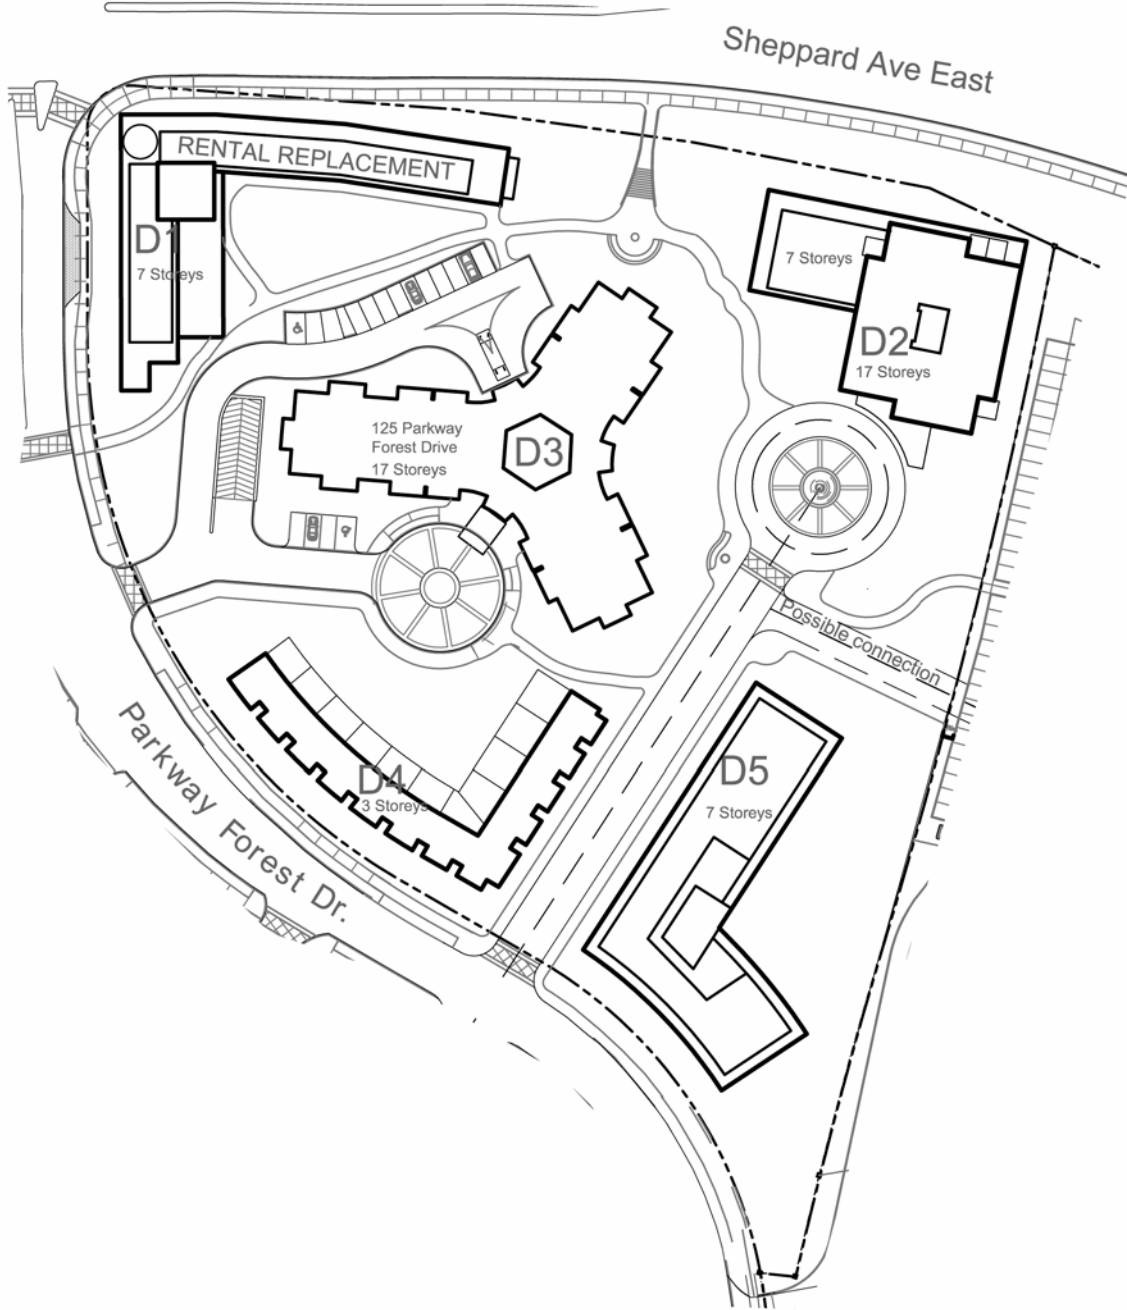 Sheppard Ave East
RENTAL REPLACEMENT
D1
7 Storeys
7 Storeys
D2
17 Storeys
125 Parkway
Forest Drive
17 Storeys
D3
Possible connection
Parkway Forest Dr.
D4
3 Storeys
D5
7 Storeys